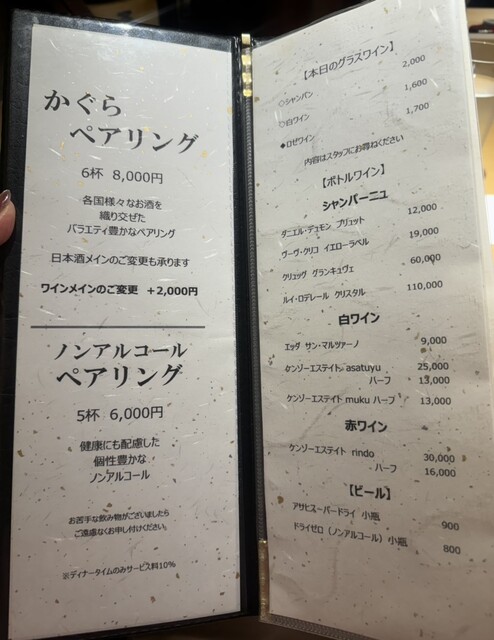 かぐら
ペアリング
6杯 8,000円
各国様々なお酒を
織り交ぜた
バラエティ豊かなペアリング
日本酒メインのご変更も承ります
ワインメインのご変更 +2,000円
ノンアルコール
ペアリング
5杯 6,000円
健康にも配慮した
個性豊かな
ノンアルコール
お苦手な飲み物がございましたら
ご遠慮なくお申し付けください。
※ディナータイムのみサービス料10%
【本日のグラスワイン】
◇シャンパン 2,000
◇白ワイン 1,600
◆ロゼワイン 1,700
内容はスタッフにお尋ねください
【ボトルワイン】
シャンパーニュ
ダニエル・デュモン ブリュット 12,000
ヴーヴ・クリコ イエローラベル 19,000
クリュッグ グランキュヴェ 60,000
ルイ・ロデレール クリスタル 110,000
白ワイン
エッダ サン・マルツァーノ 9,000
ケンゾーエステイト asatuyu 25,000
ハーフ 13,000
ケンゾーエステイト muku ハーフ 13,000
赤ワイン
ケンゾーエステイト rindo 30,000
ハーフ 16,000
【ビール】
アサヒスーパードライ 小瓶 900
ドライゼロ（ノンアルコール）小瓶 800